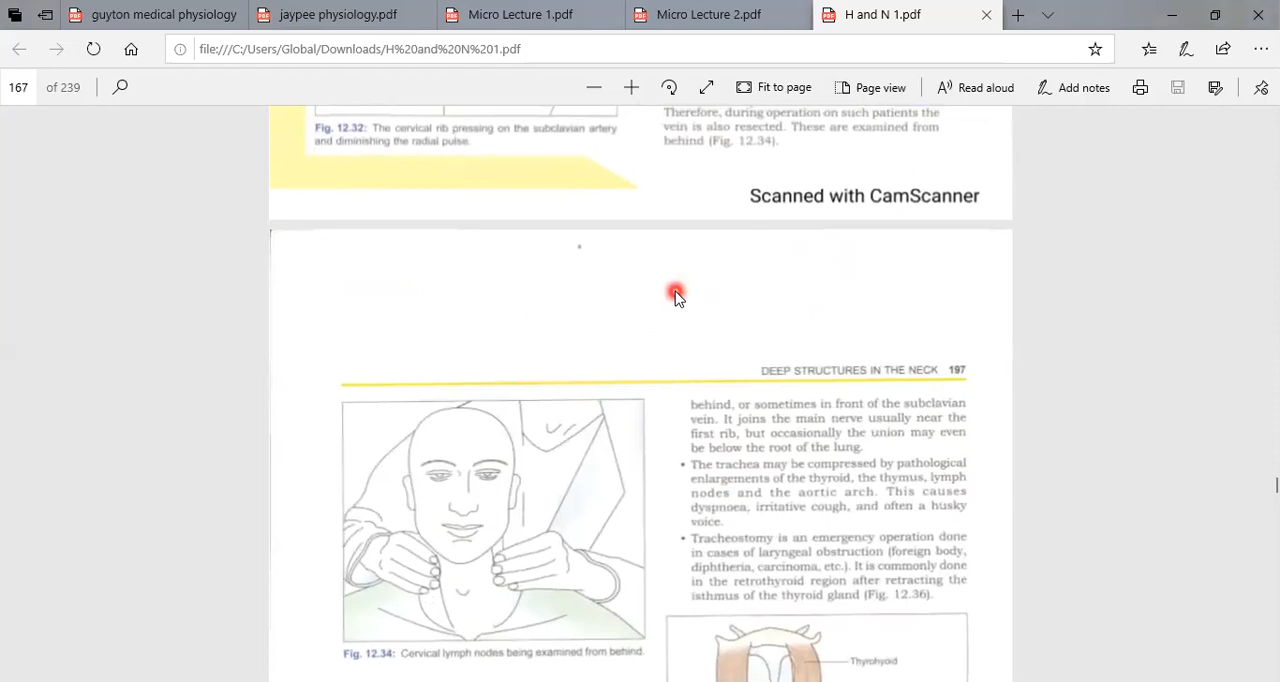 guyton medical physiology
jaypee physiology.pdf
Micro Lecture 1.pdf
Micro Lecture 2.pdf
H and N 1.pdf
file:///C:/Users/Global/Downloads/H%20and%20N%201.pdf
167 of 239
Fit to page
Page view
Read aloud
Add notes
Fig. 12.32: The cervical rib pressing on the subclavian artery
and diminishing the radial pulse.
Therefore, during operation on such patients the
vein is also resected. These are examined from
behind (Fig. 12.34).
Scanned with CamScanner
DEEP STRUCTURES IN THE NECK 197
Fig. 12.34: Cervical lymph nodes being examined from behind.
behind, or sometimes in front of the subclavian
vein. It joins the main nerve usually near the
first rib, but occasionally the union may even
be below the root of the lung.
• The trachea may be compressed by pathological
enlargements of the thyroid, the thymus, lymph
nodes and the aortic arch. This causes
dyspnoea, irritative cough, and often a husky
voice.
• Tracheostomy is an emergency operation done
in cases of laryngeal obstruction (foreign body,
diphtheria, carcinoma, etc.). It is commonly done
in the retrothyroid region after retracting the
isthmus of the thyroid gland (Fig. 12.36).
Thyrohyoid